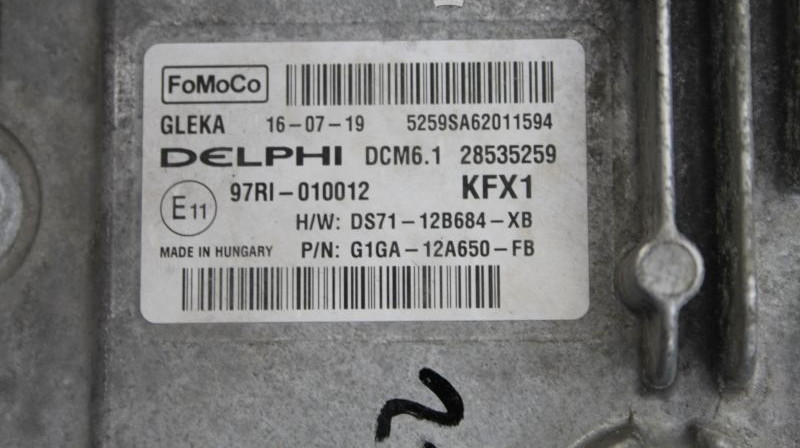 FoMoCo
GLEKA 16-07-19 5259SA62011594
DELPHI DCM6.1 28535259
E11 97RI-010012 KFX1
H/W: DS71-12B684-XB
MADE IN HUNGARY P/N: G1GA-12A650-FB